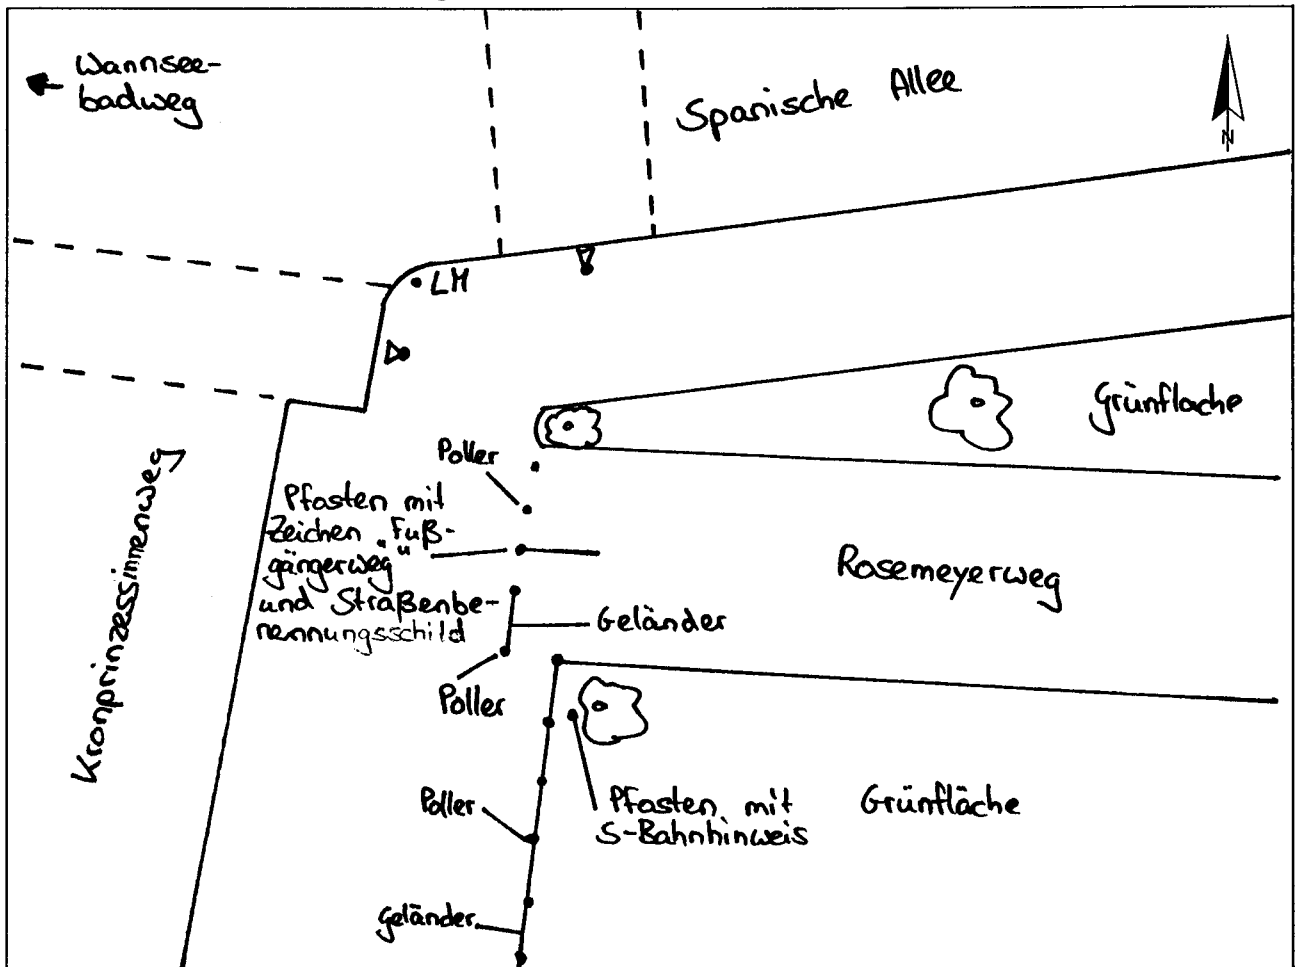 Wannsee-
badweg
Spanische Allee
N
LM
Grünflache
Poller
Pfosten mit
Zeichen "Fuß-
gängerweg"
und Straßenbe-
nennungsschild
Rosemeyerweg
Kronprinzessinnenweg
Geländer
Poller
Poller
Pfosten mit
S-Bahnhinweis
Grünfläche
Geländer